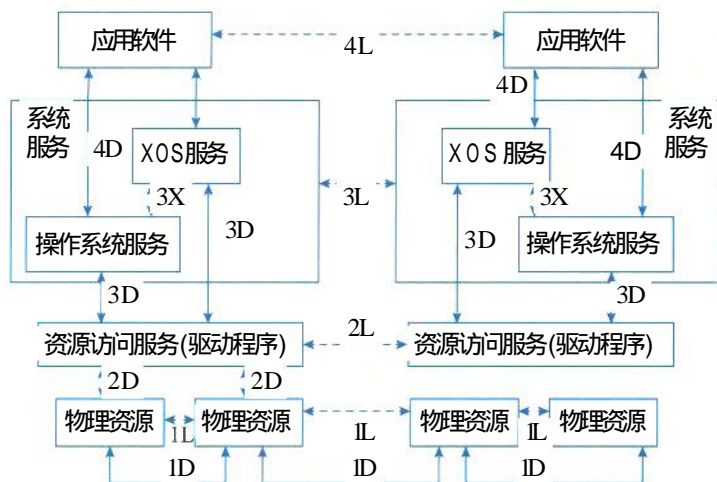 应用软件
4L
应用软件
4D
系统
服务
4D
XOS服务
3X
3D
操作系统服务
3D
3L
XOS服务
4D
系统
服务
3X
3D
操作系统服务
3D
资源访问服务(驱动程序)
2L
资源访问服务(驱动程序)
2D
2D
物理资源
1L
物理资源
1L
物理资源
1L
物理资源
1D
1D
1D